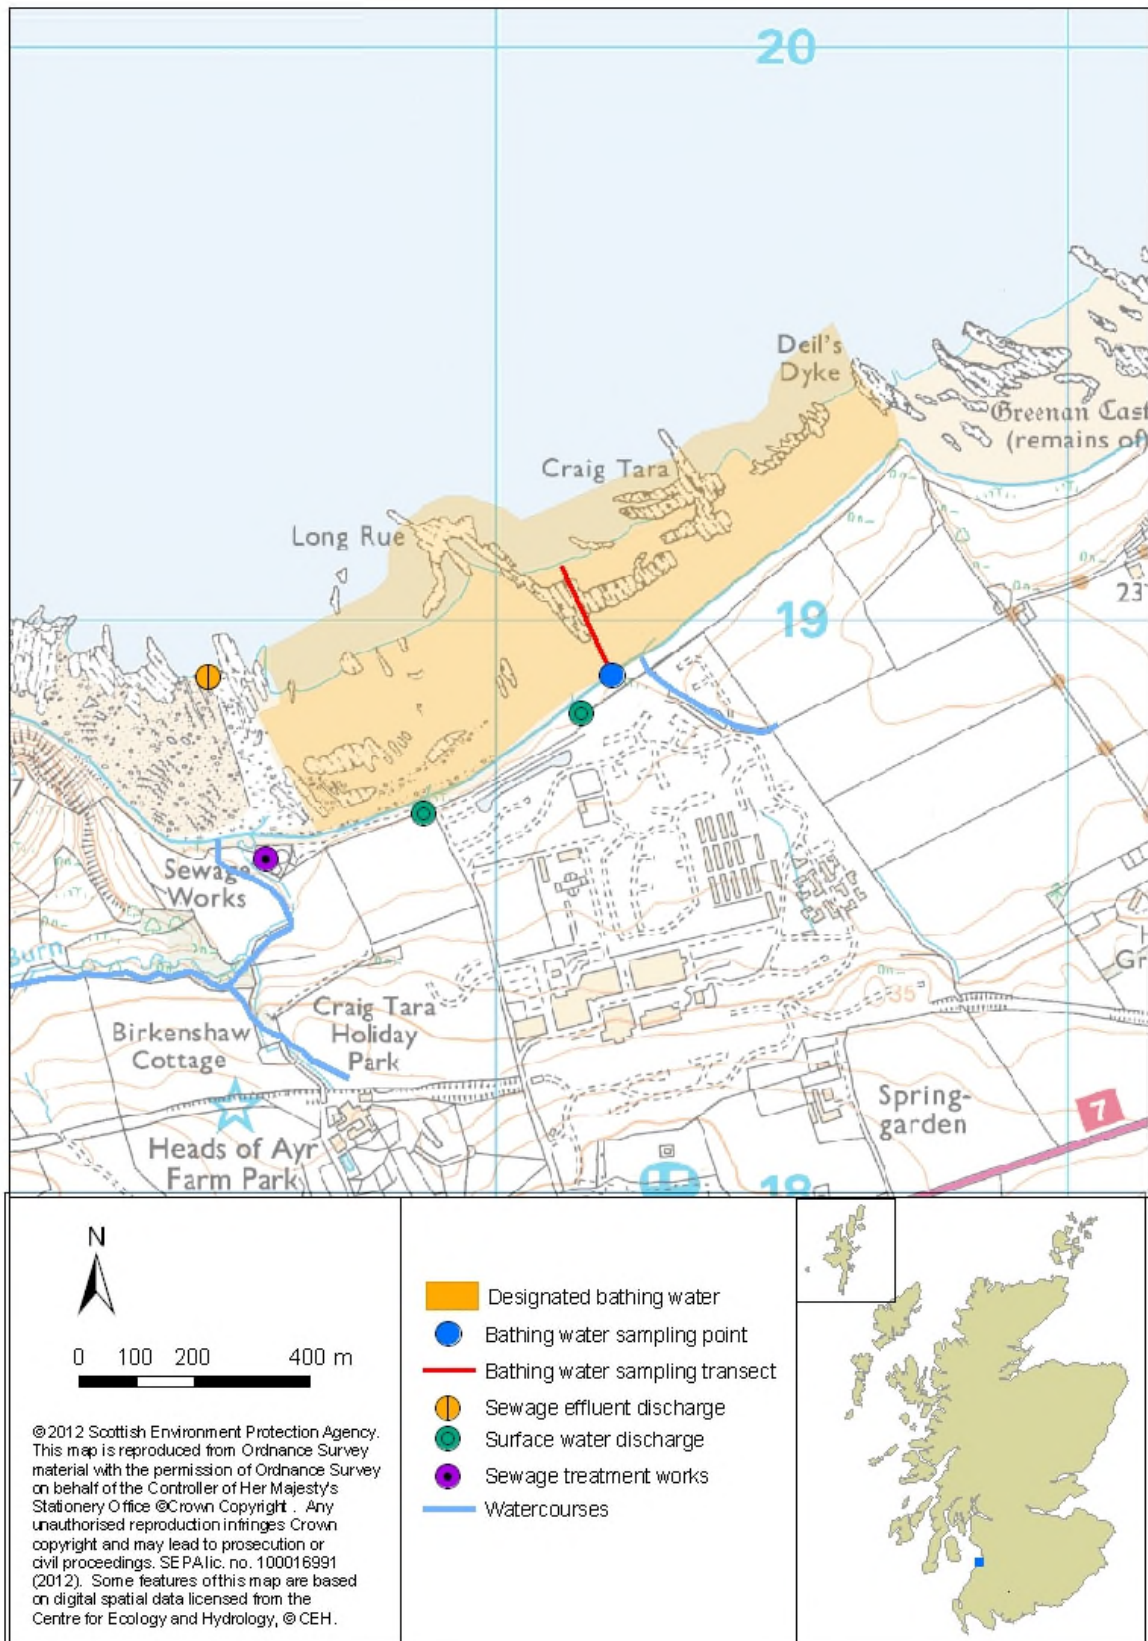 20
Deil's
Dyke
Greenan Cast
(remains of)
Craig Tara
Long Rue
19
23
7
Sewage
Works
Burn
Craig Tara
Holiday
Park
Birkenshaw
Cottage
35
Gr
Spring-
garden
7
Heads of Ayr
Farm Park
18
N
0 100 200 400 m
©2012 Scottish Environment Protection Agency.
This map is reproduced from Ordnance Survey
material with the permission of Ordnance Survey
on behalf of the Controller of Her Majesty's
Stationery Office ©Crown Copyright . Any
unauthorised reproduction infringes Crown
copyright and may lead to prosecution or
civil proceedings. SEPA lic. no. 100016991
(2012). Some features of this map are based
on digital spatial data licensed from the
Centre for Ecology and Hydrology, © CEH.
Designated bathing water
Bathing water sampling point
Bathing water sampling transect
Sewage effluent discharge
Surface water discharge
Sewage treatment works
Watercourses